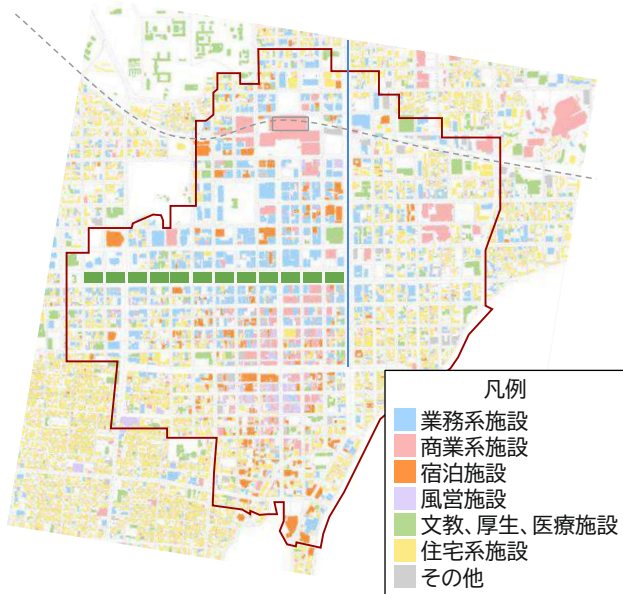 凡例
業務系施設
商業系施設
宿泊施設
風営施設
文教、厚生、医療施設
住宅系施設
その他